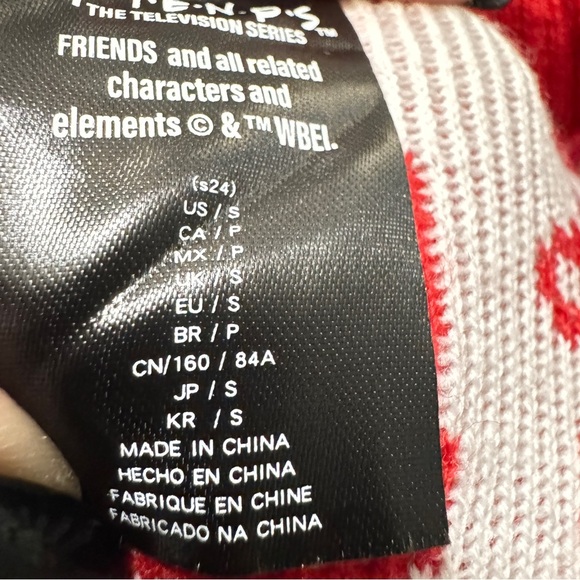 E·N·D·S
THE TELEVISION SERIES™
FRIENDS and all related
characters and
elements © & ™ WBEI.
(s24)
US / S
CA / P
MX / P
UK / S
EU / S
BR / P
CN/160 / 84A
JP / S
KR / S
MADE IN CHINA
HECHO EN CHINA
FABRIQUE EN CHINE
FABRICADO NA CHINA